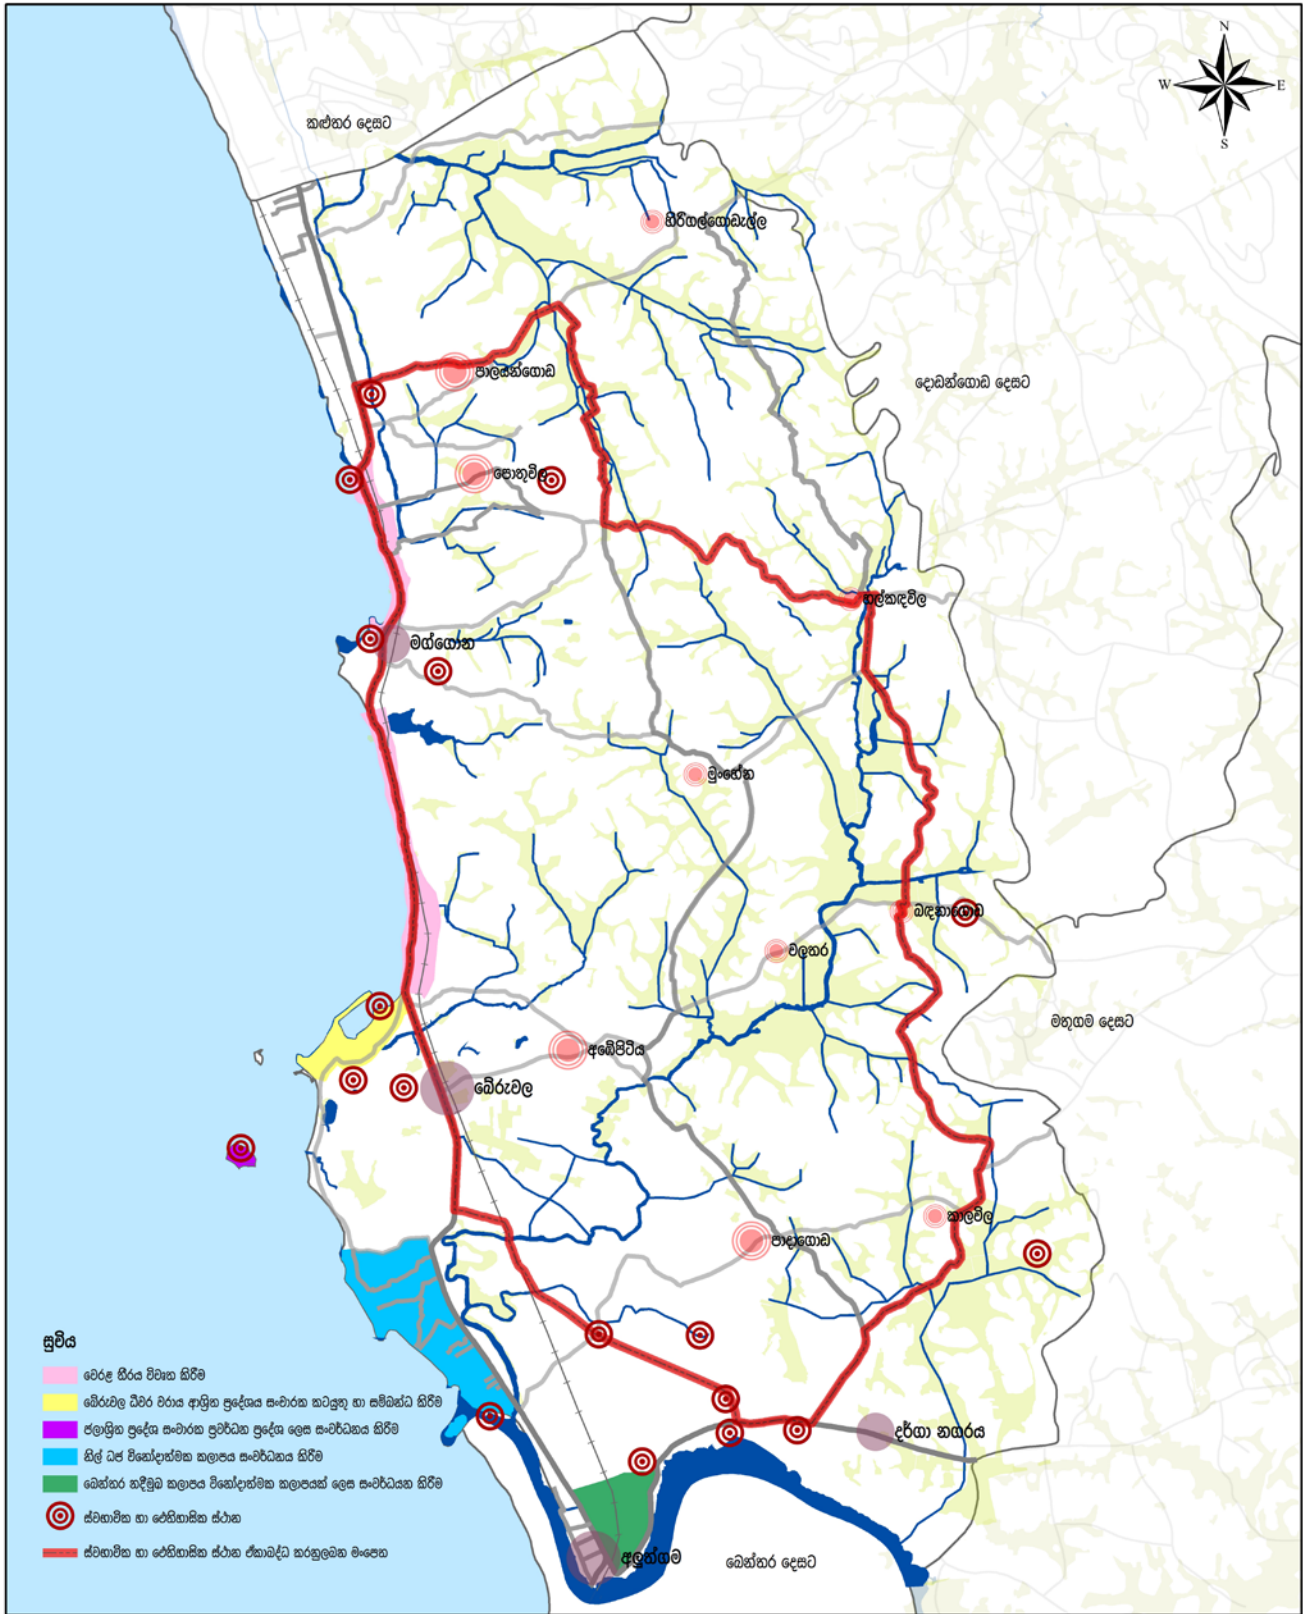 N
W E
S
කළුතර දෙසට
හීරිගල්ගොඩැල්ල
පාලයන්ගොඩ
දොඩන්ගොඩ දෙසට
පොතුවිල
හල්කඳවිල
මග්ගොන
මුංහේන
බඳනාගොඩ
වලතර
මතුගම දෙසට
අඹේපිටිය
බේරුවල
කාලවිල
පාදාගොඩ
දර්ගා නගරය
අලුත්ගම
බෙන්තර දෙසට
සූචිය
වෙරළ තීරය විවෘත කිරීම
බේරුවල ධීවර වරාය ආශ්‍රිත ප්‍රදේශය සංචාරක කටයුතු හා සම්බන්ධ කිරීම
ජලාශ්‍රිත ප්‍රදේශ සංචාරක ප්‍රවර්ධන ප්‍රදේශ ලෙස සංවර්ධනය කිරීම
නිල් ධජ විනෝදාත්මක කලාපය සංවර්ධනය කිරීම
බෙන්තර නදීමුඛ කලාපය විනෝදාත්මක කලාපයක් ලෙස සංවර්ධයන කිරීම
ස්වභාවික හා ඓතිහාසික ස්ථාන
ස්වභාවික හා ඓතිහාසික ස්ථාන ඒකාබද්ධ කරනුලබන මංපෙත